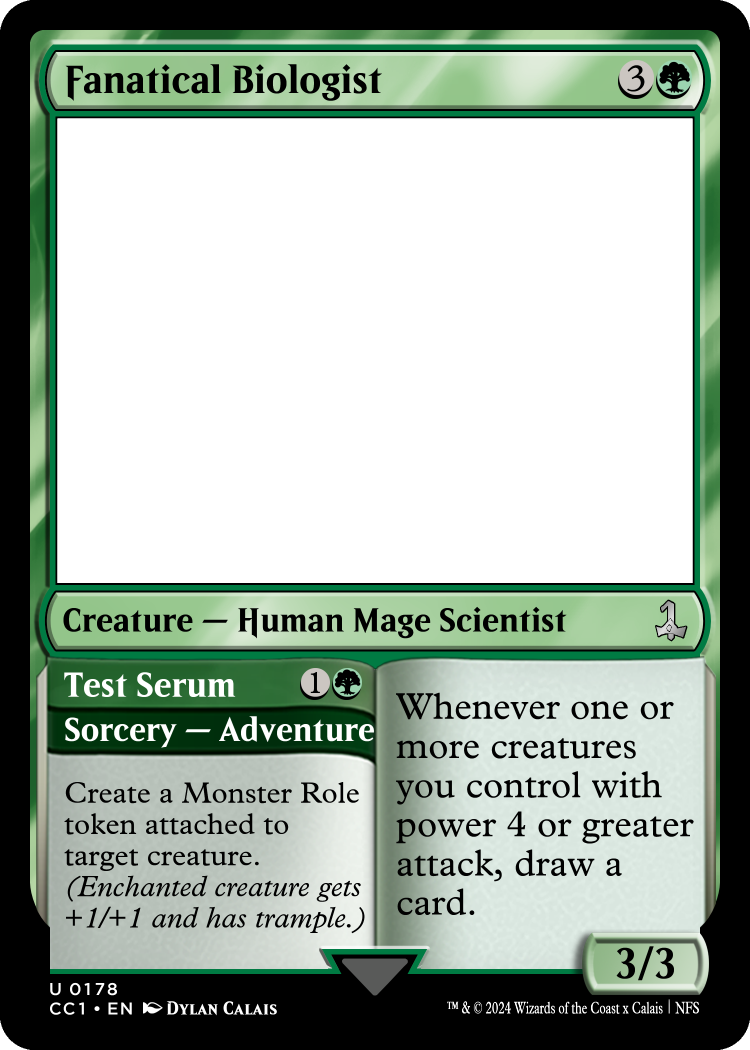 Fanatical Biologist 3
Creature — Human Mage Scientist
Test Serum 1
Sorcery — Adventure
Create a Monster Role
token attached to
target creature.
(Enchanted creature gets
+1/+1 and has trample.)
Whenever one or
more creatures
you control with
power 4 or greater
attack, draw a
card.
3/3
U 0178
CC1 • EN Dylan Calais
™ & © 2024 Wizards of the Coast x Calais | NFS